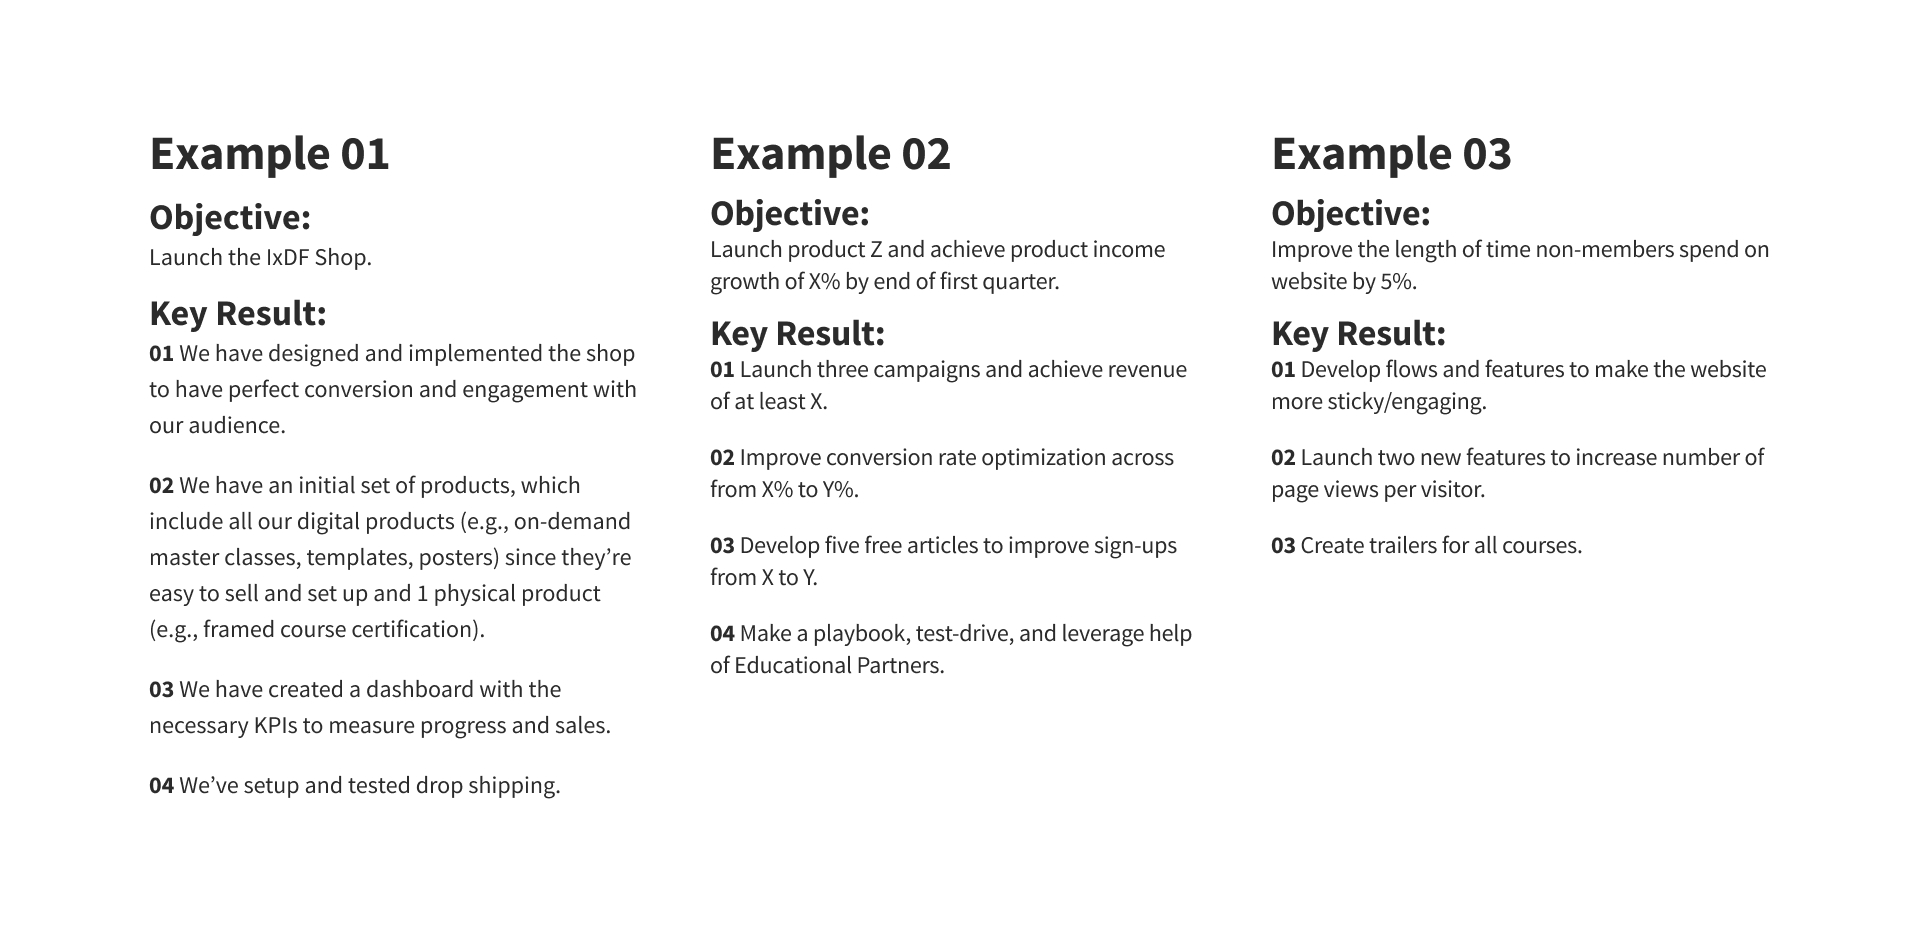 Example 01
Objective:
Launch the IxDF Shop.
Key Result:
01 We have designed and implemented the shop
to have perfect conversion and engagement with
our audience.
02 We have an initial set of products, which
include all our digital products (e.g., on-demand
master classes, templates, posters) since they’re
easy to sell and set up and 1 physical product
(e.g., framed course certification).
03 We have created a dashboard with the
necessary KPIs to measure progress and sales.
04 We’ve setup and tested drop shipping.
Example 02
Objective:
Launch product Z and achieve product income
growth of X% by end of first quarter.
Key Result:
01 Launch three campaigns and achieve revenue
of at least X.
02 Improve conversion rate optimization across
from X% to Y%.
03 Develop five free articles to improve sign-ups
from X to Y.
04 Make a playbook, test-drive, and leverage help
of Educational Partners.
Example 03
Objective:
Improve the length of time non-members spend on
website by 5%.
Key Result:
01 Develop flows and features to make the website
more sticky/engaging.
02 Launch two new features to increase number of
page views per visitor.
03 Create trailers for all courses.